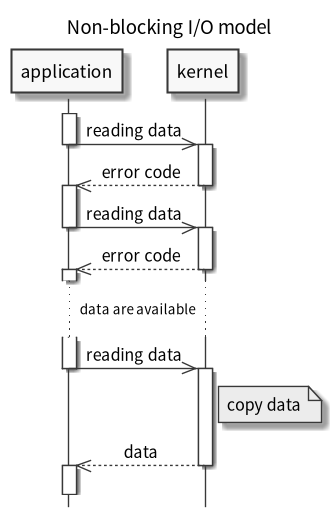 Non-blocking I/O model
application
kernel
reading data
error code
reading data
error code
data are available
reading data
copy data
data